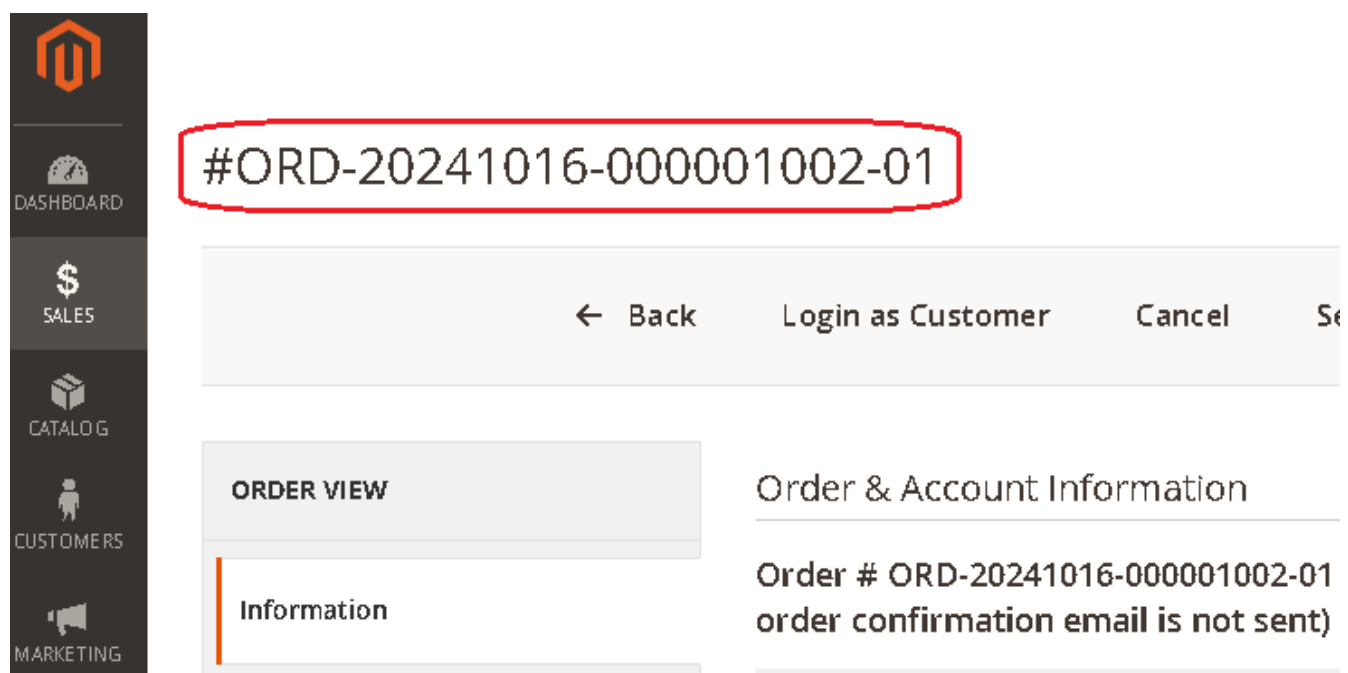 #ORD-20241016-000001002-01
DASHBOARD
SALES
CATALOG
CUSTOMERS
MARKETING
← Back
Login as Customer
Cancel
ORDER VIEW
Information
Order & Account Information
Order # ORD-20241016-000001002-01
order confirmation email is not sent)